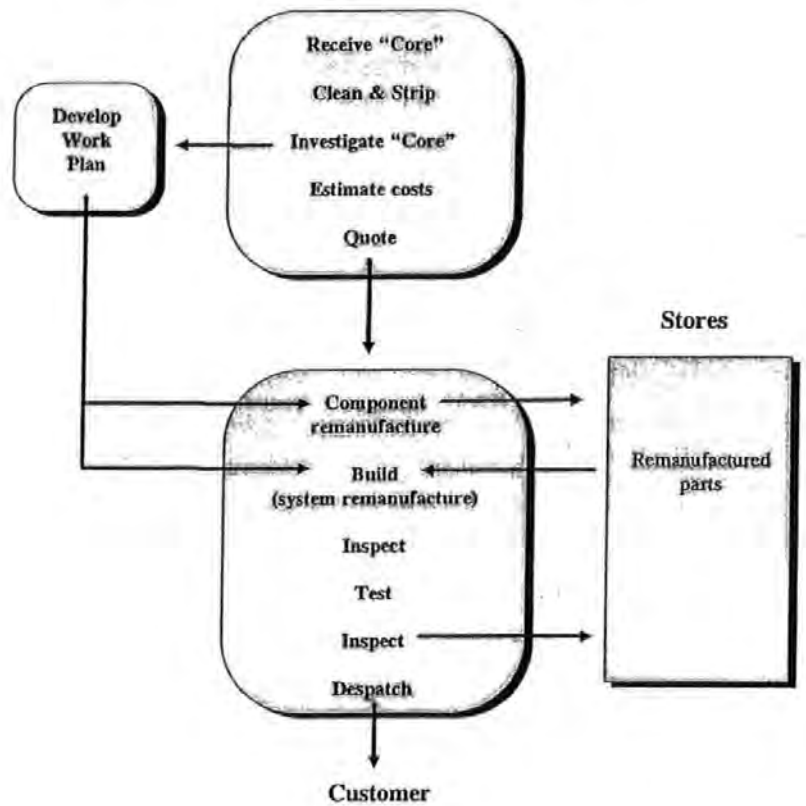 Receive “Core”
Clean & Strip
Develop
Work
Plan
Investigate “Core”
Estimate costs
Quote
Stores
Component
remanufacture
Build
(system remanufacture)
Remanufactured
parts
Inspect
Test
Inspect
Despatch
Customer